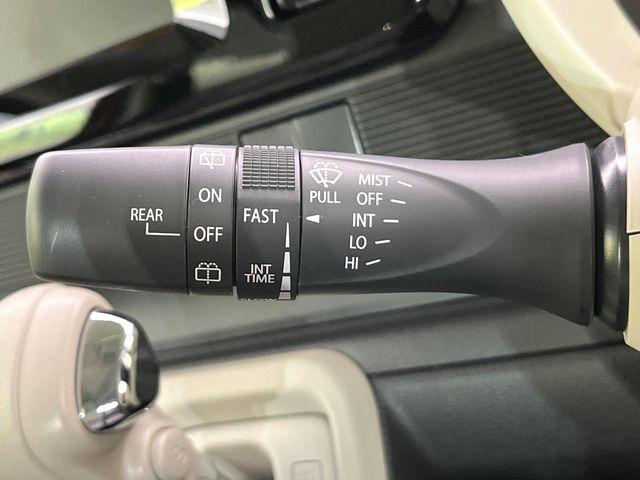 REAR
ON
OFF
FAST
INT
TIME
PULL
MIST
OFF
INT
LO
HI